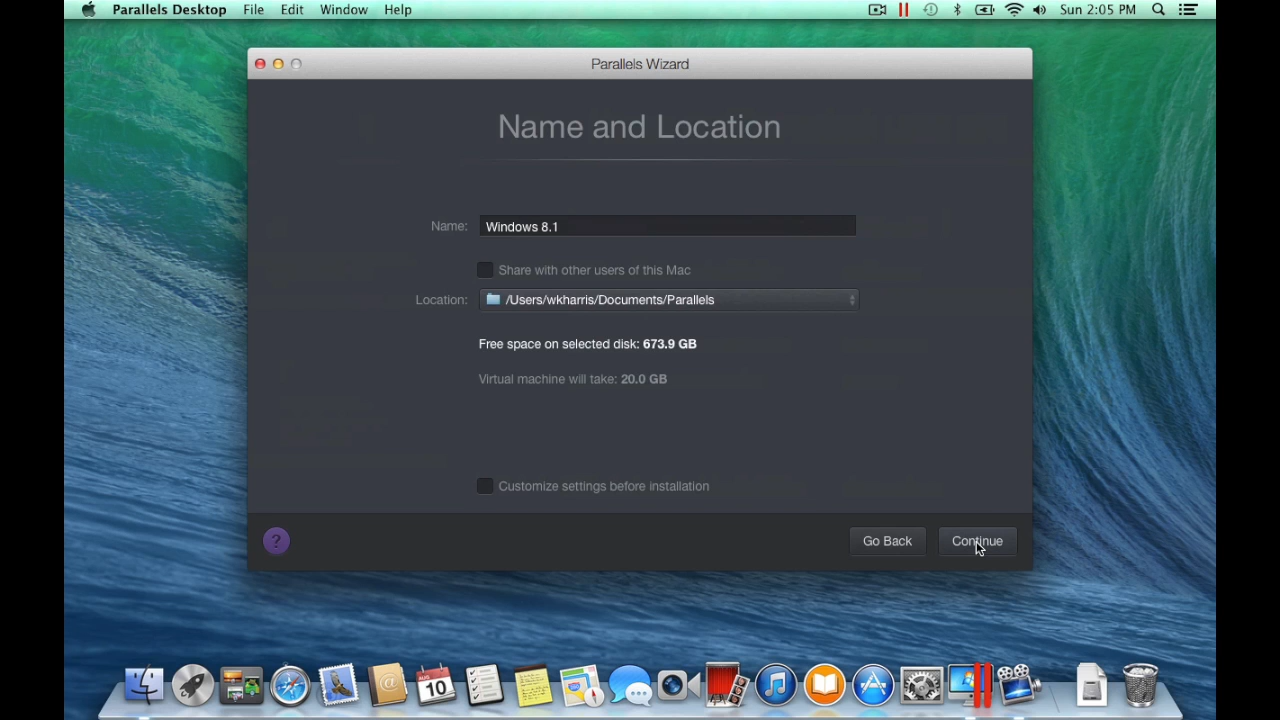 Parallels Desktop File Edit Window Help Sun 2:05 PM
Parallels Wizard
Name and Location
Name: Windows 8.1
Share with other users of this Mac
Location: /Users/wkharris/Documents/Parallels
Free space on selected disk: 673.9 GB
Virtual machine will take: 20.0 GB
Customize settings before installation
? Go Back Continue
10